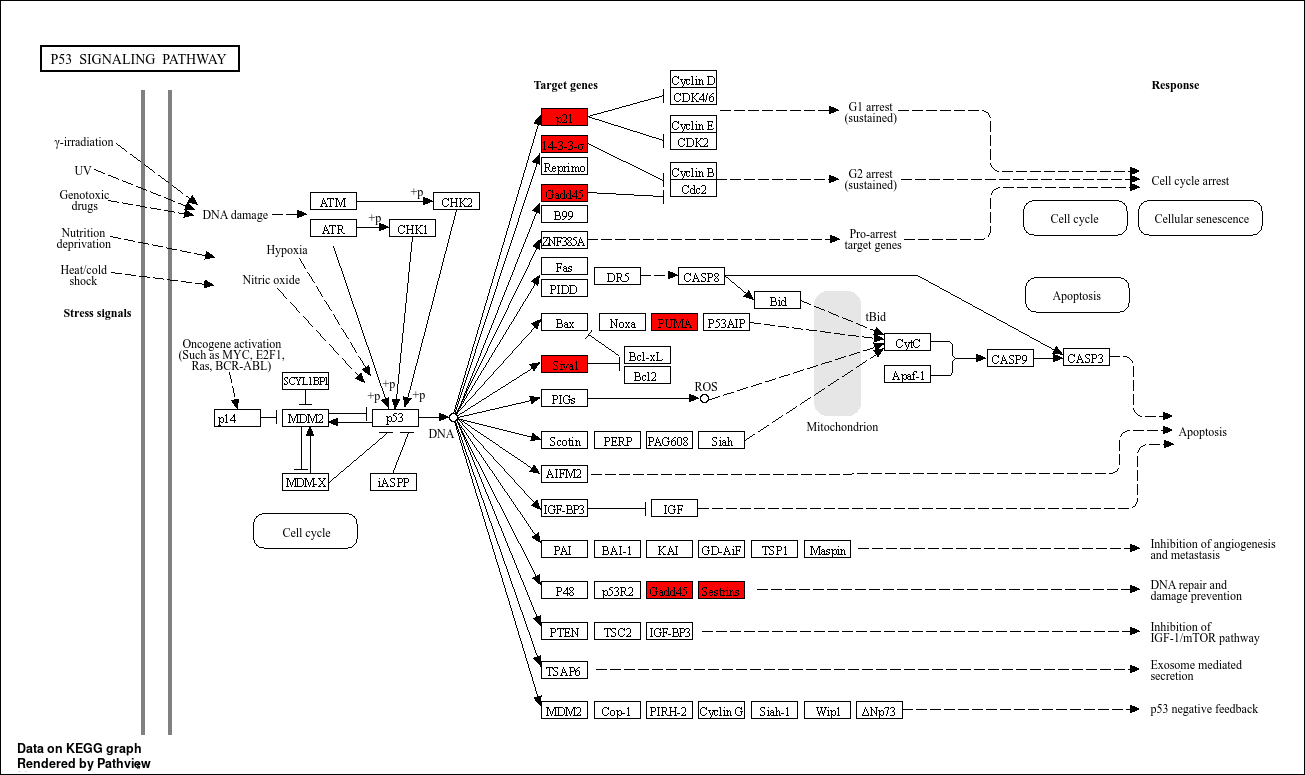 P53 SIGNALING PATHWAY
Target genes
Response
γ-irradiation
UV
Genotoxic
drugs
Nutrition
deprivation
Heat/cold
shock
Stress signals
DNA damage
ATM
ATR
+p
+p
CHK2
CHK1
Hypoxia
Nitric oxide
Oncogene activation
(Such as MYC, E2F1,
Ras, BCR-ABL)
SCYL1BP1
p14
MDM2
+p
+p
+p
p53
MDM-X
iASPP
DNA
Cell cycle
p21
Cyclin D
CDK4/6
Cyclin E
CDK2
G1 arrest
(sustained)
14-3-3-σ
Reprimo
Gadd45
B99
Cyclin B
Cdc2
G2 arrest
(sustained)
Cell cycle arrest
Cell cycle
Cellular senescence
ZNF385A
Pro-arrest
target genes
Fas
PIDD
DR5
CASP8
Bid
tBid
Apoptosis
Bax
Noxa
PUMA
P53AIP
Siva1
Bcl-xL
Bcl2
CytC
Apaf-1
CASP9
CASP3
PIGs
ROS
Mitochondrion
Scotin
PERP
PAG608
Siah
Apoptosis
AIFM2
IGF-BP3
IGF
PAI
BAI-1
KAI
GD-AiF
TSP1
Maspin
Inhibition of angiogenesis
and metastasis
P48
p53R2
Gadd45
Sestrins
DNA repair and
damage prevention
PTEN
TSC2
IGF-BP3
Inhibition of
IGF-1/mTOR pathway
TSAP6
Exosome mediated
secretion
MDM2
Cop-1
PIRH-2
Cyclin G
Siah-1
Wip1
ΔNp73
p53 negative feedback
Data on KEGG graph
Rendered by Pathview